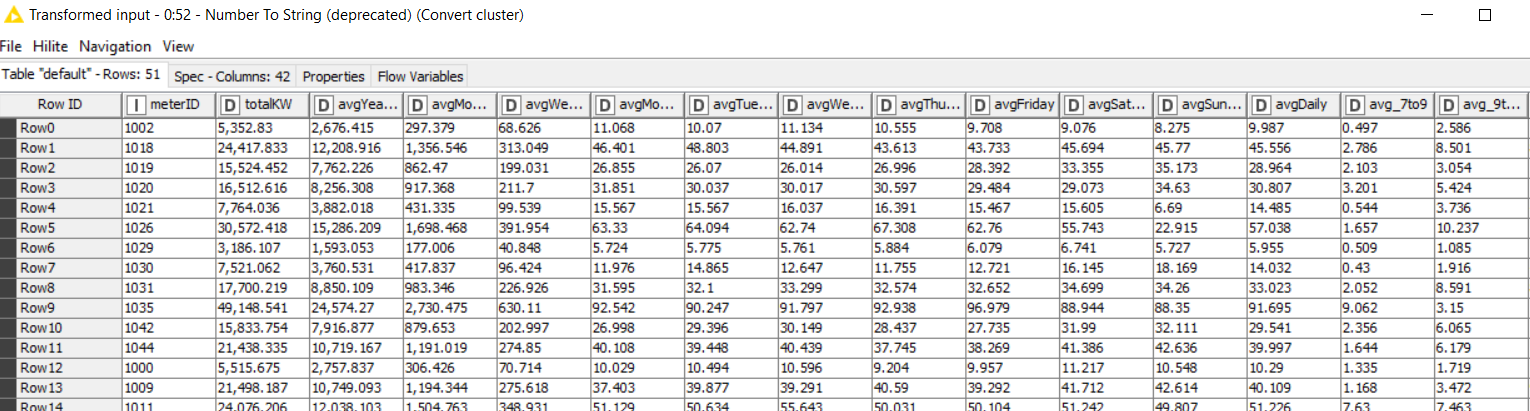 Transformed input - 0:52 - Number To String (deprecated) (Convert cluster)
File Hilite Navigation View
Table "default" - Rows: 51 Spec - Columns: 42 Properties Flow Variables
Row ID I meterID D totalKW D avgYea... D avgMo... D avgWe... D avgMo... D avgTue... D avgWe... D avgThu... D avgFriday D avgSat... D avgSun... D avgDaily D avg_7to9 D avg_9t...
Row0 1002 5,352.83 2,676.415 297.379 68.626 11.068 10.07 11.134 10.555 9.708 9.076 8.275 9.987 0.497 2.586
Row1 1018 24,417.833 12,208.916 1,356.546 313.049 46.401 48.803 44.891 43.613 43.733 45.694 45.77 45.556 2.786 8.501
Row2 1019 15,524.452 7,762.226 862.47 199.031 26.855 26.07 26.014 26.996 28.392 33.355 35.173 28.964 2.103 3.054
Row3 1020 16,512.616 8,256.308 917.368 211.7 31.851 30.037 30.017 30.597 29.484 29.073 34.63 30.807 3.201 5.424
Row4 1021 7,764.036 3,882.018 431.335 99.539 15.567 15.567 16.037 16.391 15.467 15.605 6.69 14.485 0.544 3.736
Row5 1026 30,572.418 15,286.209 1,698.468 391.954 63.33 64.094 62.74 67.308 62.76 55.743 22.915 57.038 1.657 10.237
Row6 1029 3,186.107 1,593.053 177.006 40.848 5.724 5.775 5.761 5.884 6.079 6.741 5.727 5.955 0.509 1.085
Row7 1030 7,521.062 3,760.531 417.837 96.424 11.976 14.865 12.647 11.755 12.721 16.145 18.169 14.032 0.43 1.916
Row8 1031 17,700.219 8,850.109 983.346 226.926 31.595 32.1 33.299 32.574 32.652 34.699 34.26 33.023 2.052 8.591
Row9 1035 49,148.541 24,574.27 2,730.475 630.11 92.542 90.247 91.797 92.938 96.979 88.944 88.35 91.695 9.062 3.15
Row10 1042 15,833.754 7,916.877 879.653 202.997 26.998 29.396 30.149 28.437 27.735 31.99 32.111 29.541 2.356 6.065
Row11 1044 21,438.335 10,719.167 1,191.019 274.85 40.108 39.448 40.439 37.745 38.269 41.386 42.636 39.997 1.644 6.179
Row12 1000 5,515.675 2,757.837 306.426 70.714 10.029 10.494 10.596 9.204 9.957 11.217 10.548 10.29 1.335 1.719
Row13 1009 21,498.187 10,749.093 1,194.344 275.618 37.403 39.877 39.291 40.59 39.292 41.712 42.614 40.109 1.168 3.472
Row14 1011 24,076.206 12,038.103 1,504.763 348.931 51.129 50.634 55.643 50.031 50.104 51.242 49.807 51.226 7.63 7.463